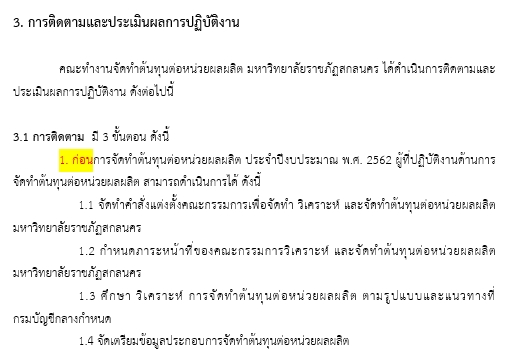 3. การติดตามและประเมินผลการปฏิบัติงาน
คณะทำงานจัดทำต้นทุนต่อหน่วยผลผลิต มหาวิทยาลัยราชภัฏสกลนคร ได้ดำเนินการติดตามและ
ประเมินผลการปฏิบัติงาน ดังต่อไปนี้
3.1 การติดตาม มี 3 ขั้นตอน ดังนี้
1. ก่อนการจัดทำต้นทุนต่อหน่วยผลผลิต ประจำปีงบประมาณ พ.ศ. 2562 ผู้ที่ปฏิบัติงานด้านการ
จัดทำต้นทุนต่อหน่วยผลผลิต สามารถดำเนินการได้ ดังนี้
1.1 จัดทำคำสั่งแต่งตั้งคณะกรรมการเพื่อจัดทำ วิเคราะห์ และจัดทำต้นทุนต่อหน่วยผลผลิต
มหาวิทยาลัยราชภัฏสกลนคร
1.2 กำหนดภาระหน้าที่ของคณะกรรมการวิเคราะห์ และจัดทำต้นทุนต่อหน่วยผลผลิต
มหาวิทยาลัยราชภัฏสกลนคร
1.3 ศึกษา วิเคราะห์ การจัดทำต้นทุนต่อหน่วยผลผลิต ตามรูปแบบและแนวทางที่
กรมบัญชีกลางกำหนด
1.4 จัดเตรียมข้อมูลประกอบการจัดทำต้นทุนต่อหน่วยผลผลิต